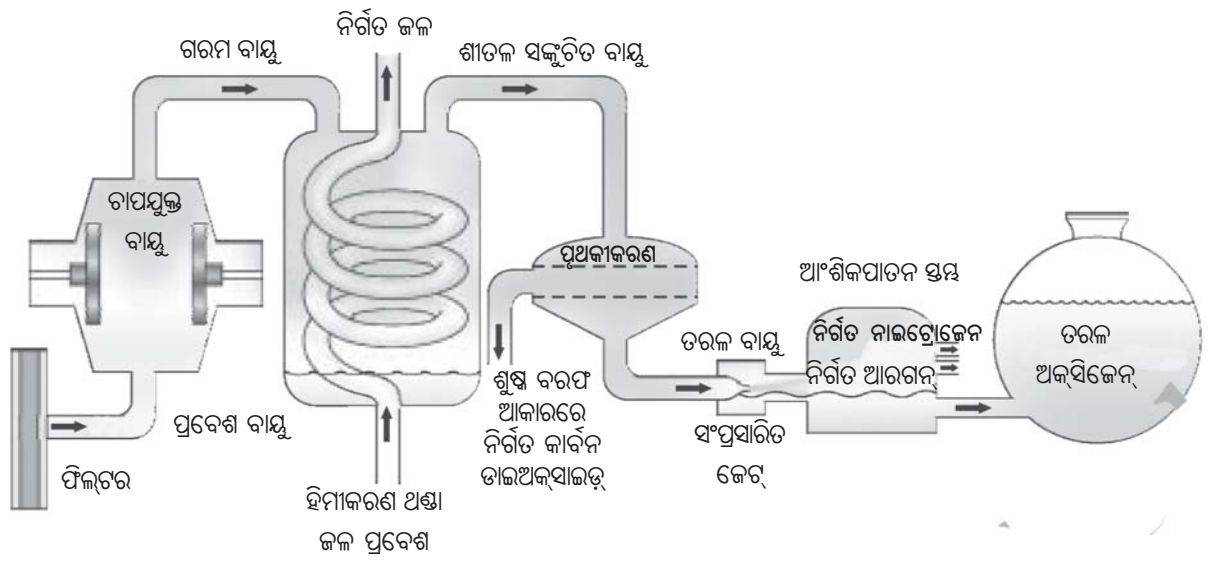 ନିର୍ଗତ ଜଳ
ଗରମ ବାୟୁ
ଶୀତଳ ସଙ୍କୁଚିତ ବାୟୁ
ଚାପଯୁକ୍ତ
ବାୟୁ
ପୃଥକୀକରଣ
ଆଂଶିକପାତନ ସ୍ତମ୍ଭ
ତରଳ ବାୟୁ
ନିର୍ଗତ ନାଇଟ୍ରୋଜେନ
ନିର୍ଗତ ଆରଗନ୍
ତରଳ
ଅକ୍‌ସିଜେନ୍
ଶୁଷ୍କ ବରଫ
ଆକାରରେ
ନିର୍ଗତ କାର୍ବନ
ଡାଇଅକ୍‌ସାଇଡ଼୍
ସଂପ୍ରସାରିତ
ଜେଟ୍
ପ୍ରବେଶ ବାୟୁ
ଫିଲ୍‌ଟର
ହିମୀକରଣ ଥଣ୍ଡା
ଜଳ ପ୍ରବେଶ